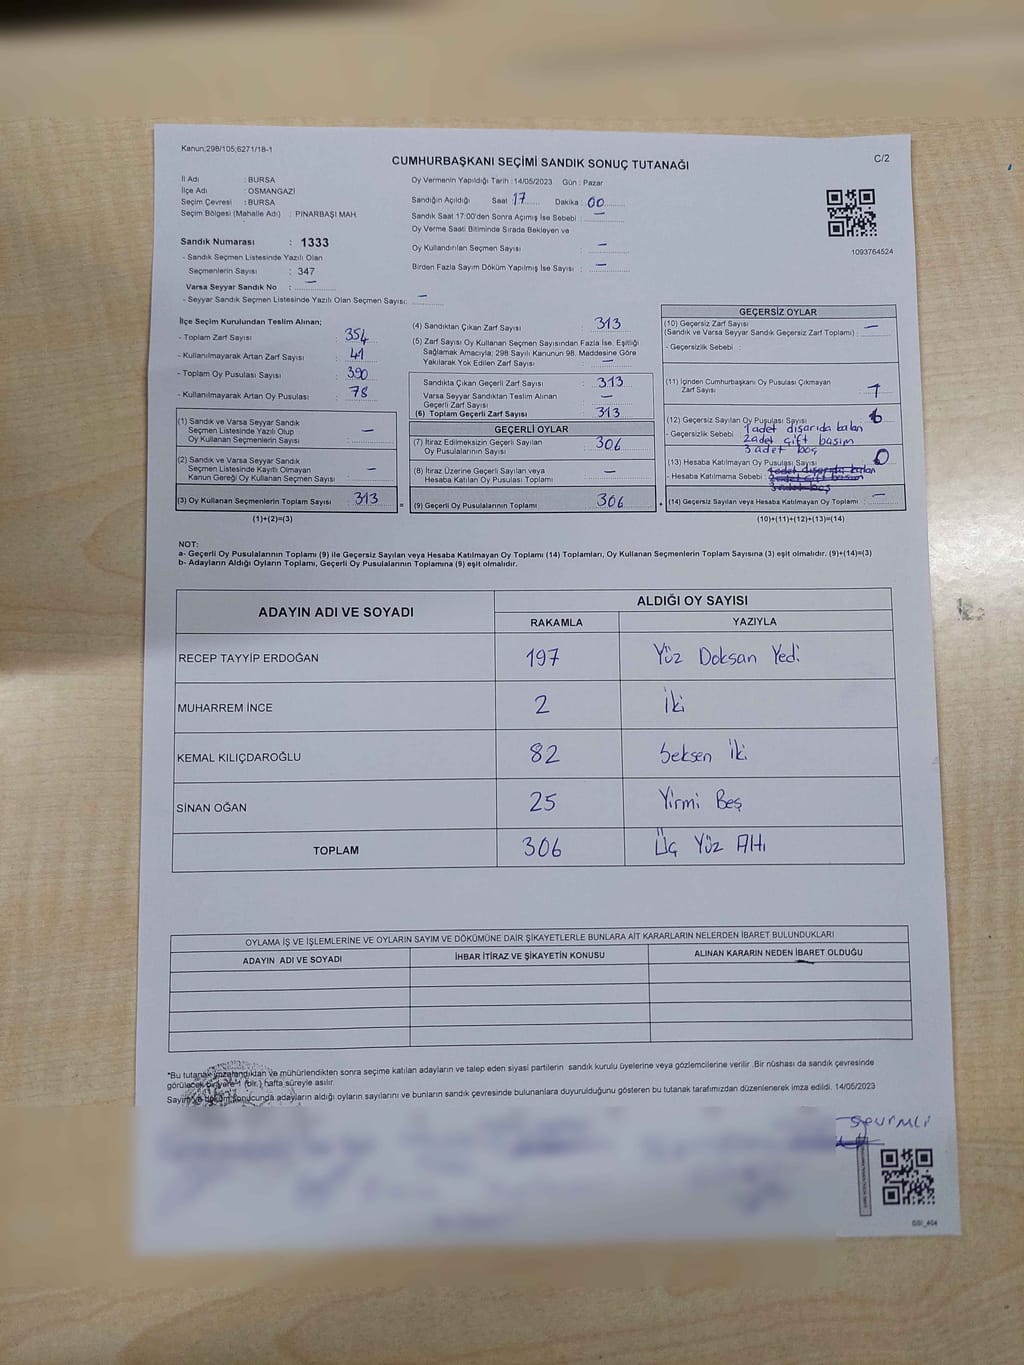 Kanun;298/105;6271/18-1
CUMHURBAŞKANI SEÇİMİ SANDIK SONUÇ TUTANAĞI
C/2
İl Adı : BURSA
İlçe Adı : OSMANGAZİ
Seçim Çevresi : BURSA
Seçim Bölgesi (Mahalle Adı) : PINARBAŞI MAH.
Sandık Numarası : 1333
- Sandık Seçmen Listesinde Yazılı Olan
Seçmenlerin Sayısı : 347
Varsa Seyyar Sandık No : —
- Seyyar Sandık Seçmen Listesinde Yazılı Olan Seçmen Sayısı: —
Oy Vermenin Yapıldığı Tarih : 14/05/2023 Gün : Pazar
Sandığın Açıldığı Saat 17 Dakika : 00
Sandık Saat 17:00'den Sonra Açımış İse Sebebi : —
Oy Verme Saati Bitiminde Sırada Bekleyen ve
Oy Kullandırılan Seçmen Sayısı : —
Birden Fazla Sayım Döküm Yapılmış İse Sayısı : —
1093764524
İlçe Seçim Kurulundan Teslim Alınan;
- Toplam Zarf Sayısı : 354
- Kullanılmayarak Artan Zarf Sayısı : 41
- Toplam Oy Pusulası Sayısı : 390
- Kullanılmayarak Artan Oy Pusulası : 78
(1) Sandık ve Varsa Seyyar Sandık
Seçmen Listesinde Yazılı Olup
Oy Kullanan Seçmenlerin Sayısı : —
(2) Sandık ve Varsa Seyyar Sandık
Seçmen Listesinde Kayıtlı Olmayan
Kanun Gereği Oy Kullanan Seçmen Sayısı : —
(3) Oy Kullanan Seçmenlerin Toplam Sayısı : 313
(1)+(2)=(3)
(4) Sandıktan Çıkan Zarf Sayısı : 313
(5) Zarf Sayısı Oy Kullanan Seçmen Sayısından Fazla İse, Eşitliği
Sağlamak Amacıyla; 298 Sayılı Kanunun 98. Maddesine Göre
Yakılarak Yok Edilen Zarf Sayısı : —
Sandıkta Çıkan Geçerli Zarf Sayısı : 313
Varsa Seyyar Sandıktan Teslim Alınan
Geçerli Zarf Sayısı : —
(6) Toplam Geçerli Zarf Sayısı : 313
GEÇERLİ OYLAR
(7) İtiraz Edilmeksizin Geçerli Sayılan
Oy Pusulalarının Sayısı : 306
(8) İtiraz Üzerine Geçerli Sayılan veya
Hesaba Katılan Oy Pusulası Toplamı : —
= (9) Geçerli Oy Pusulalarının Toplamı : 306
GEÇERSİZ OYLAR
(10) Geçersiz Zarf Sayısı
(Sandık ve Varsa Seyyar Sandık Geçersiz Zarf Toplamı) : —
- Geçersizlik Sebebi :
(11) İçinden Cumhurbaşkanı Oy Pusulası Çıkmayan
Zarf Sayısı : 1
(12) Geçersiz Sayılan Oy Pusulası Sayısı : 6
- Geçersizlik Sebebi : 1 adet dışarıda kalan
2 adet çift basım
3 adet boş
(13) Hesaba Katılmayan Oy Pusulası Sayısı : 0
- Hesaba Katılmama Sebebi : 1 adet dışarıda kalan
2 adet çift basım
3 adet boş
+ (14) Geçersiz Sayılan veya Hesaba Katılmayan Oy Toplamı : —
(10)+(11)+(12)+(13)=(14)
NOT:
a- Geçerli Oy Pusulalarının Toplamı (9) ile Geçersiz Sayılan veya Hesaba Katılmayan Oy Toplamı (14) Toplamları, Oy Kullanan Seçmenlerin Toplam Sayısına (3) eşit olmalıdır. (9)+(14)=(3)
b- Adayların Aldığı Oyların Toplamı, Geçerli Oy Pusulalarının Toplamına (9) eşit olmalıdır.
ADAYIN ADI VE SOYADI ALDIĞI OY SAYISI
RAKAMLA YAZIYLA
RECEP TAYYİP ERDOĞAN 197 Yüz Doksan Yedi
MUHARREM İNCE 2 İki
KEMAL KILIÇDAROĞLU 82 Seksen İki
SİNAN OĞAN 25 Yirmi Beş
TOPLAM 306 Üç Yüz Altı
OYLAMA İŞ VE İŞLEMLERİNE VE OYLARIN SAYIM VE DÖKÜMÜNE DAİR ŞİKAYETLERLE BUNLARA AİT KARARLARIN NELERDEN İBARET BULUNDUKLARI
ADAYIN ADI VE SOYADI İHBAR İTİRAZ VE ŞİKAYETİN KONUSU ALINAN KARARIN NEDEN İBARET OLDUĞU
*Bu tutanak imzalandıktan ve mühürlendikten sonra seçime katılan adayların ve talep eden siyasi partilerin sandık kurulu üyelerine veya gözlemcilerine verilir. Bir nüshası da sandık çevresinde
görülecek bir yere 1 (bir) hafta süreyle asılır.
Sayım ve döküm sonucunda adayların aldığı oyların sayılarını ve bunların sandık çevresinde bulunanlara duyurulduğunu gösteren bu tutanak tarafımızdan düzenlenerek imza edildi. 14/05/2023